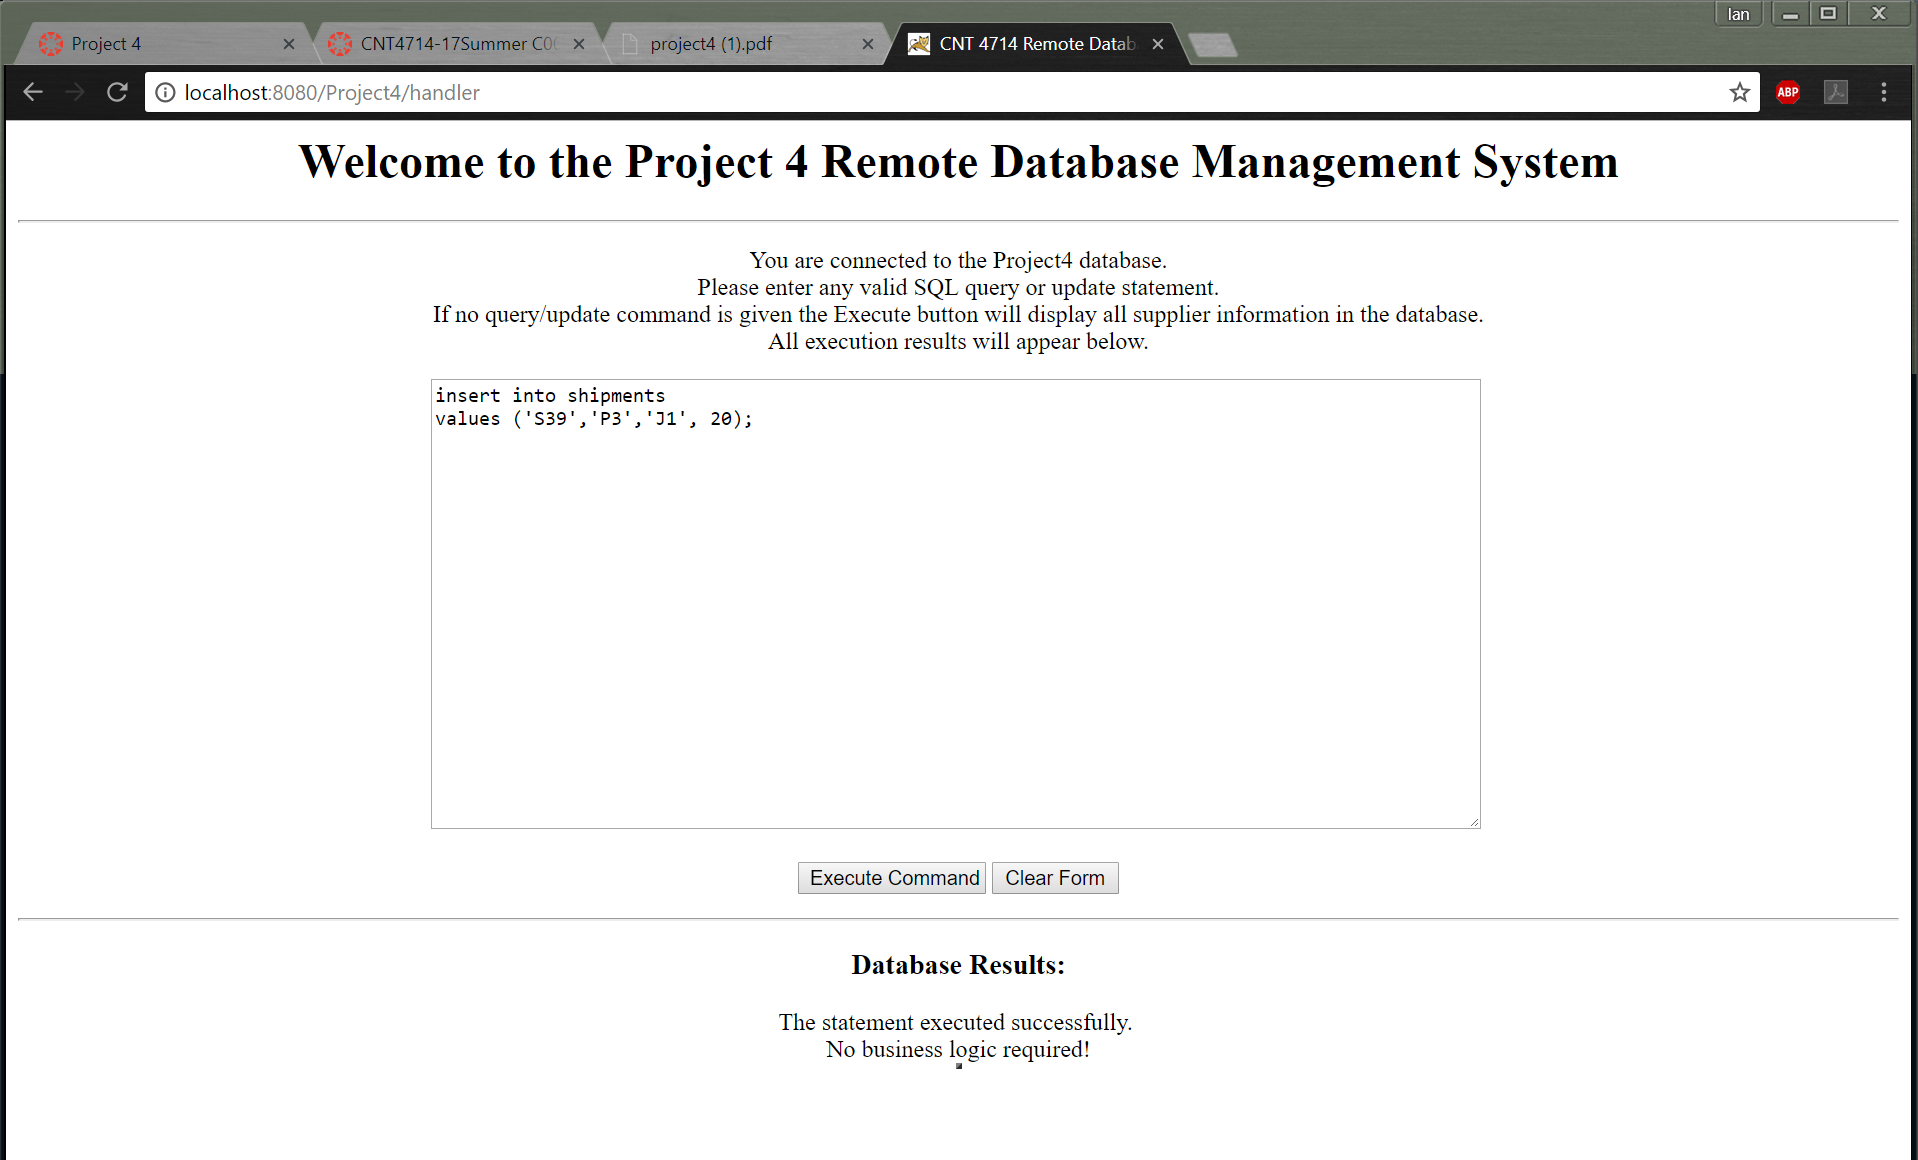 Ian
Project 4
CNT4714-17Summer C0
project4 (1).pdf
CNT 4714 Remote Datab
localhost:8080/Project4/handler
ABP
Welcome to the Project 4 Remote Database Management System
You are connected to the Project4 database.
Please enter any valid SQL query or update statement.
If no query/update command is given the Execute button will display all supplier information in the database.
All execution results will appear below.
insert into shipments
values ('S39','P3','J1', 20);
Execute Command
Clear Form
Database Results:
The statement executed successfully.
No business logic required!